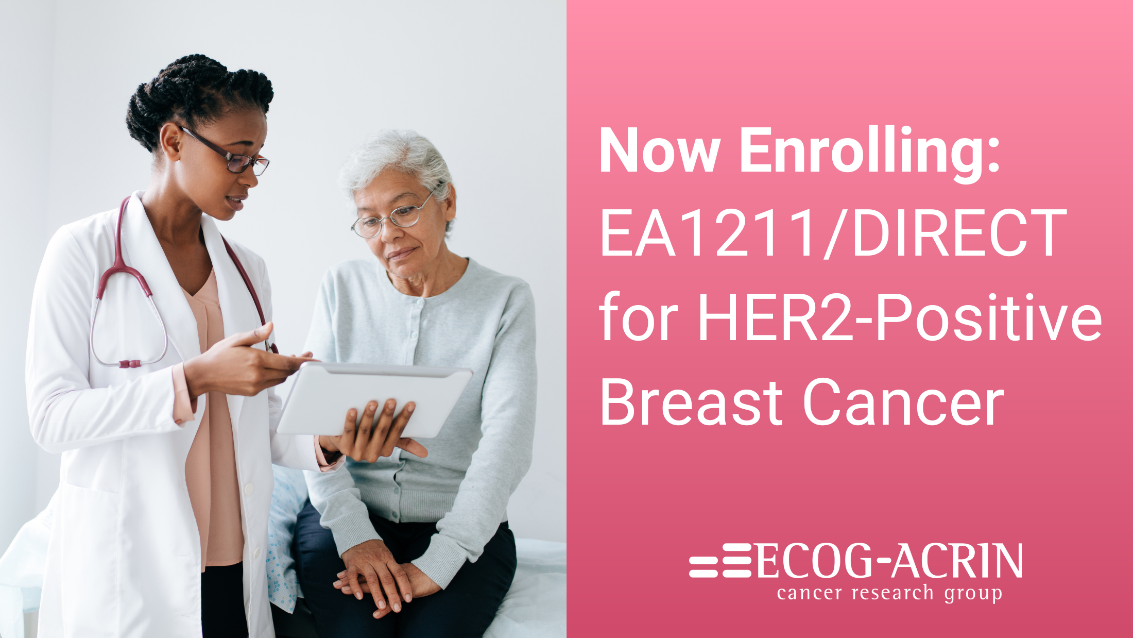 Now Enrolling:
EA1211/DIRECT
for HER2-Positive
Breast Cancer
ECOG-ACRIN
cancer research group